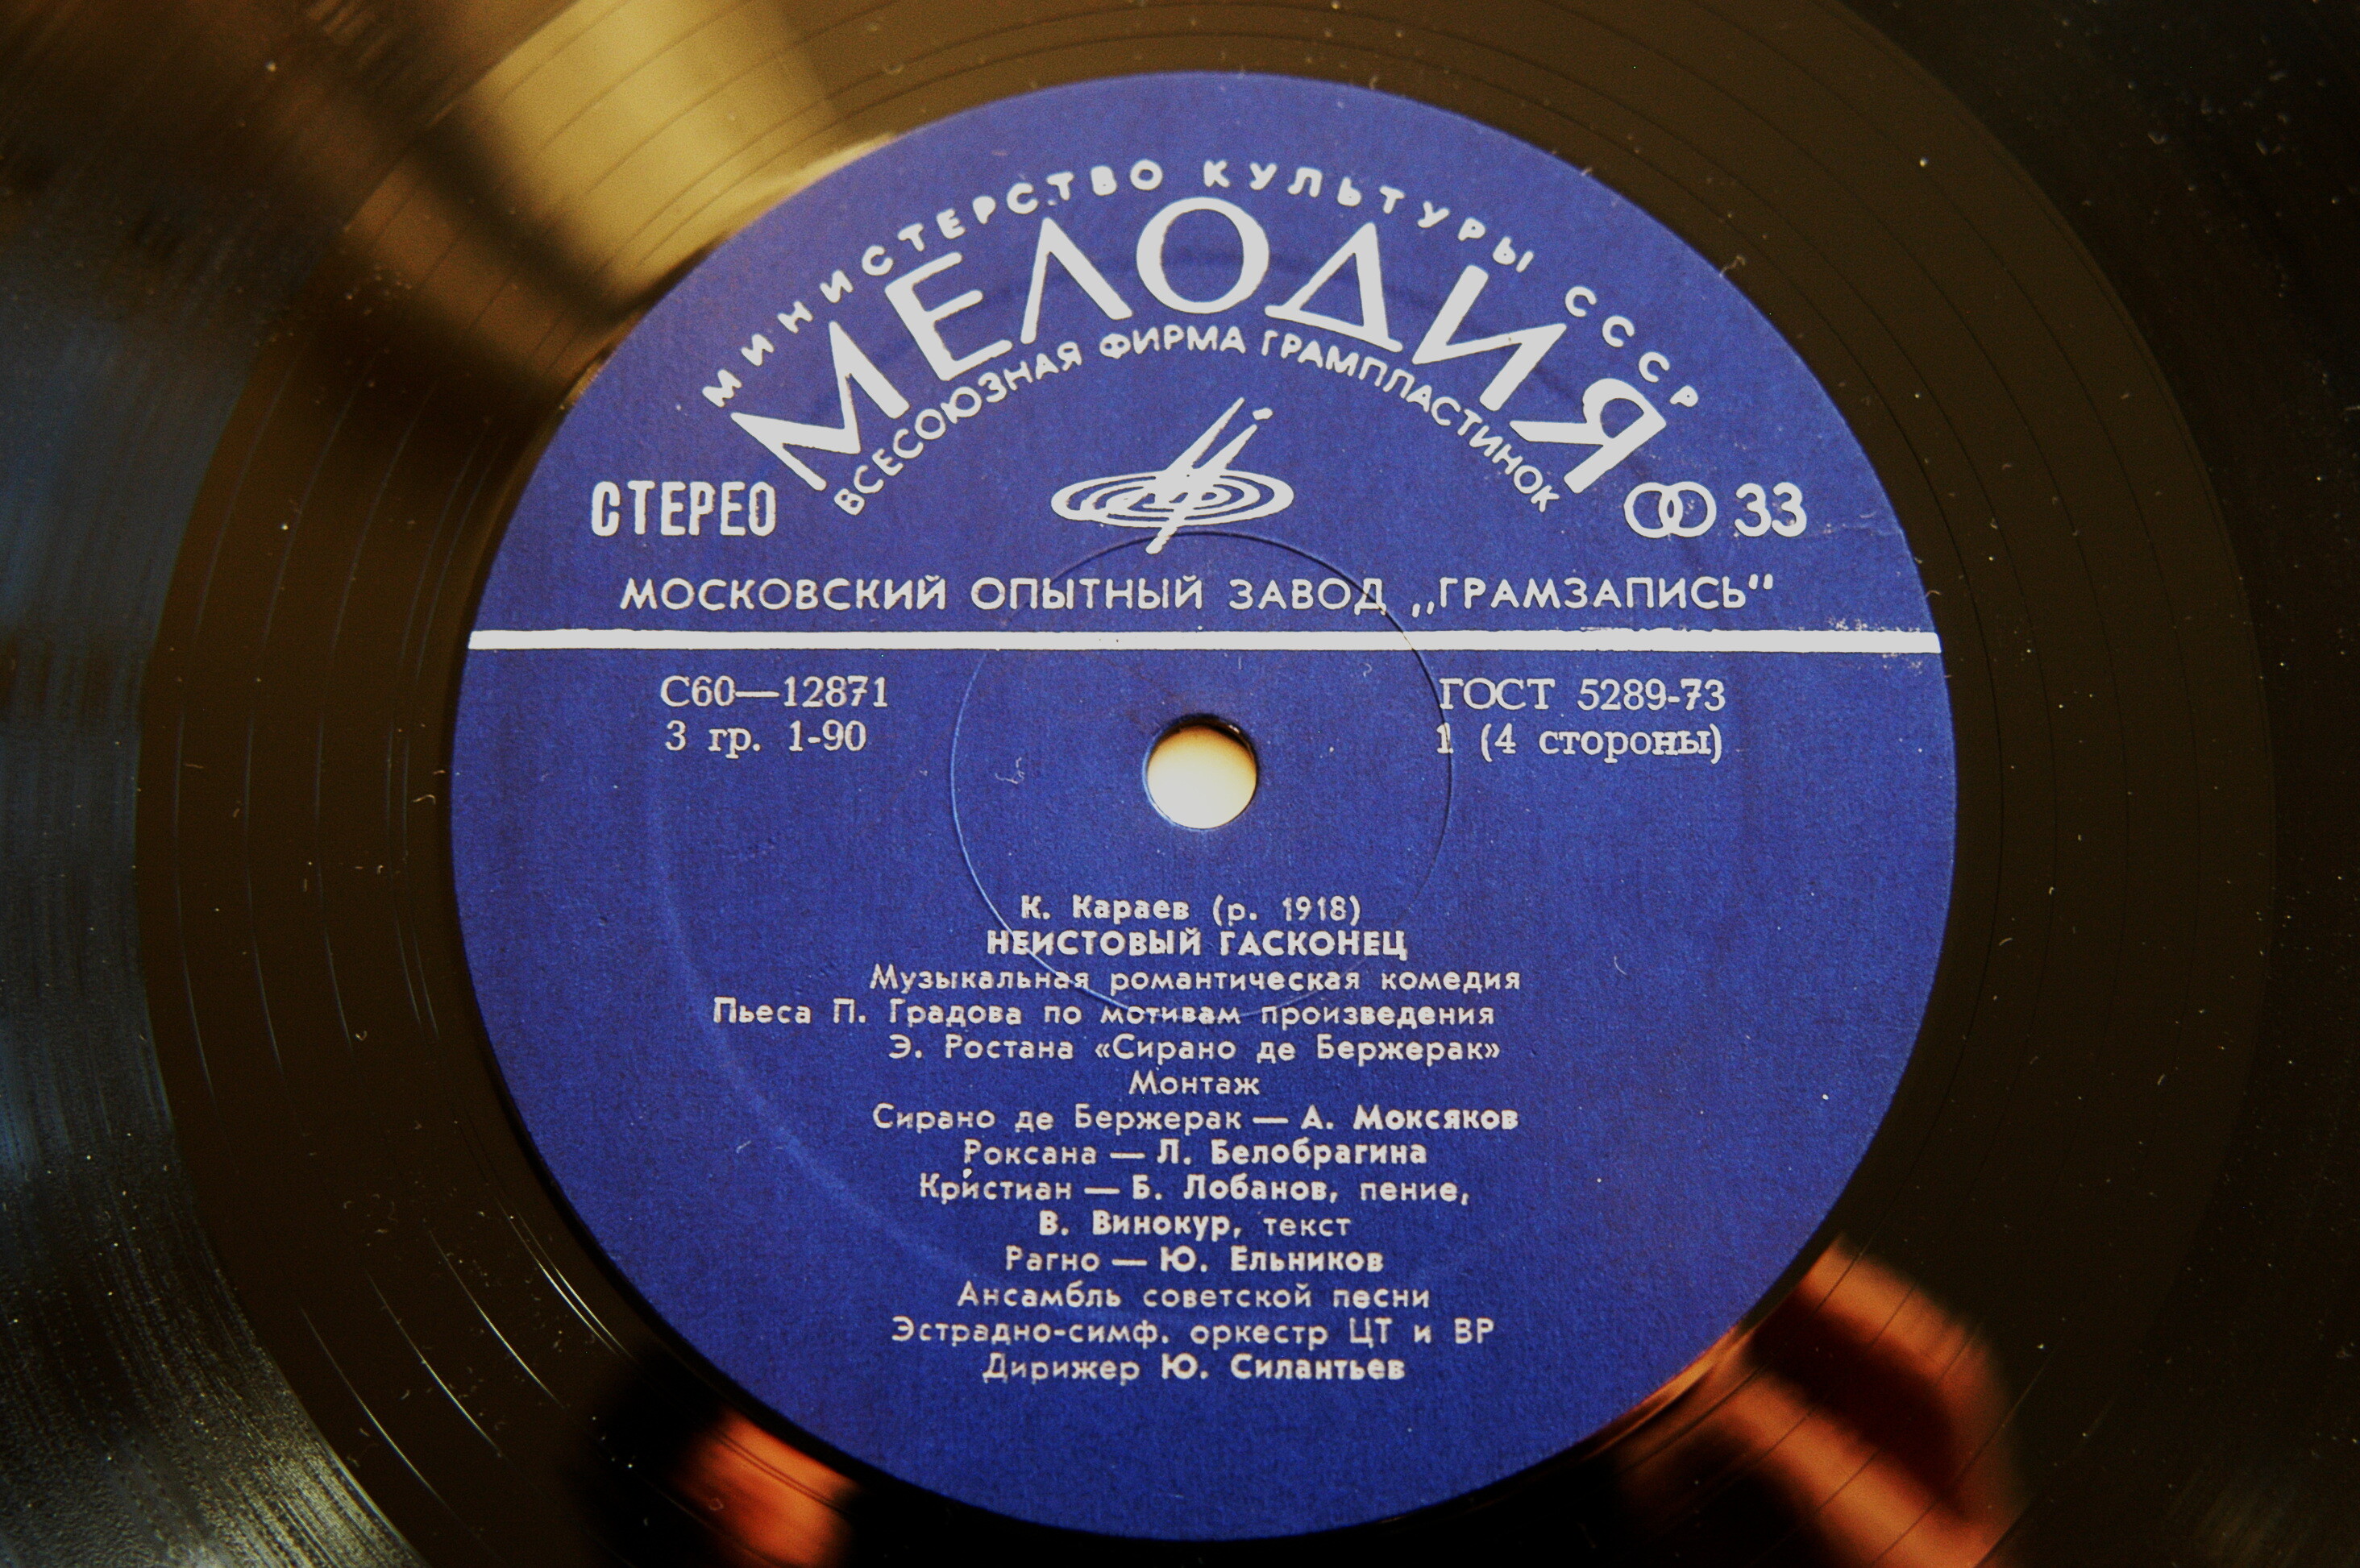 МИНИСТЕРСТВО КУЛЬТУРЫ СССР
МЕЛОДИЯ
ВСЕСОЮЗНАЯ ФИРМА ГРАМПЛАСТИНОК
СТЕРЕО
33
МОСКОВСКИЙ ОПЫТНЫЙ ЗАВОД „ГРАМЗАПИСЬ"
С60—12871
ГОСТ 5289-73
3 гр. 1-90
1 (4 стороны)
К. Караев (р. 1918)
НЕИСТОВЫЙ ГАСКОНЕЦ
Музыкальная романтическая комедия
Пьеса П. Градова по мотивам произведения
Э. Ростана «Сирано де Бержерак»
Монтаж
Сирано де Бержерак — А. Моксяков
Роксана — Л. Белобрагина
Кристиан — Б. Лобанов, пение,
В. Винокур, текст
Рагно — Ю. Ельников
Ансамбль советской песни
Эстрадно-симф. оркестр ЦТ и ВР
Дирижер Ю. Силантьев